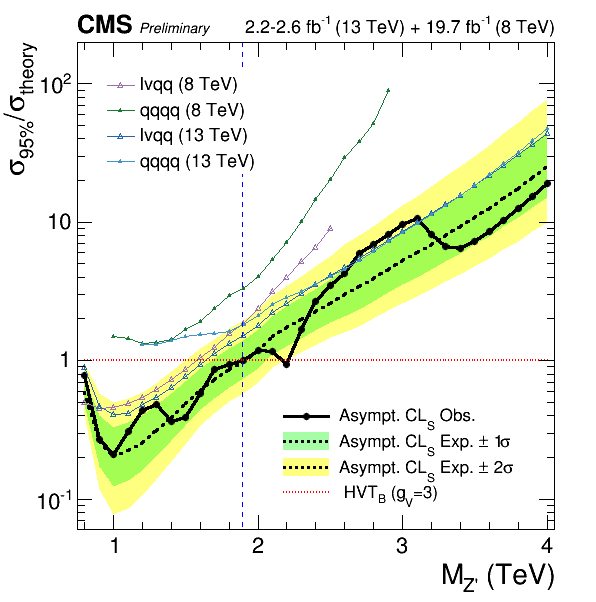 CMS Preliminary 2.2-2.6 fb⁻¹ (13 TeV) + 19.7 fb⁻¹ (8 TeV)
σ95%/σtheory
10²
10
1
10⁻¹
lvqq (8 TeV)
qqqq (8 TeV)
lvqq (13 TeV)
qqqq (13 TeV)
Asympt. CLS Obs.
Asympt. CLS Exp. ± 1σ
Asympt. CLS Exp. ± 2σ
HVTB (gV=3)
1 2 3 4
MZ' (TeV)